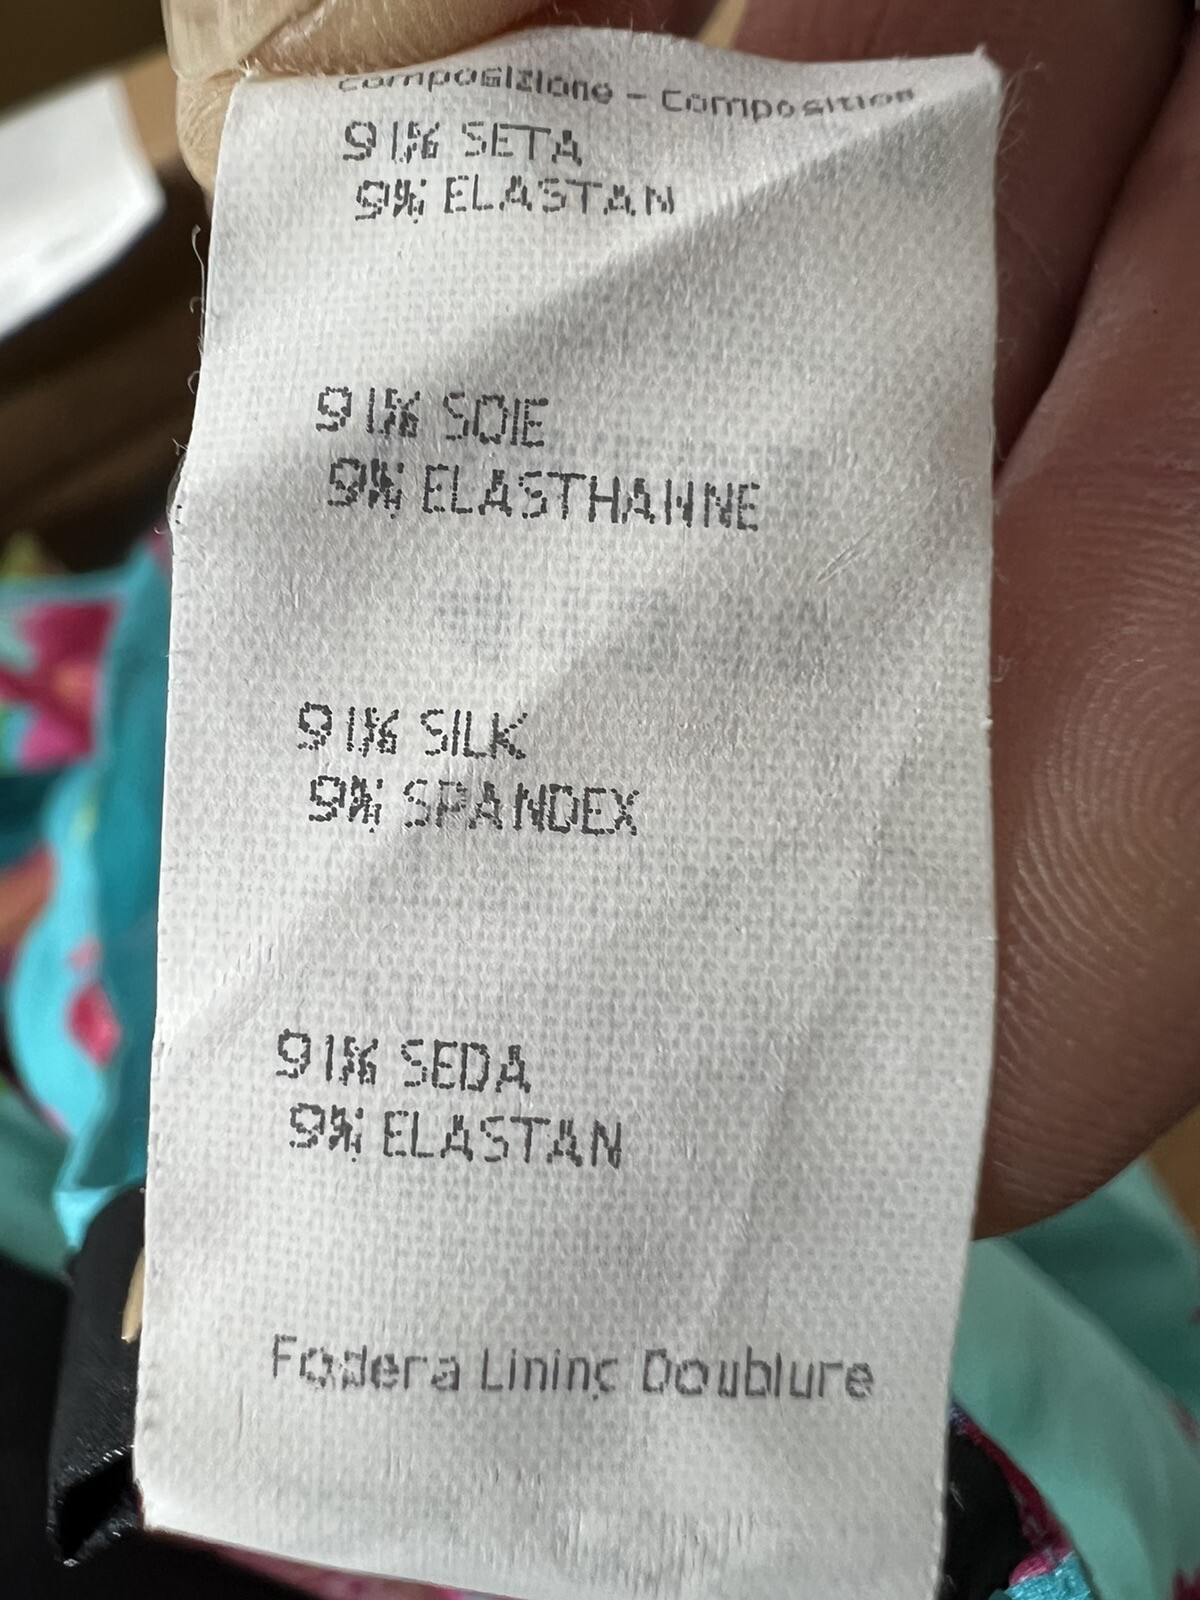 Composizione - Composition
91% SETA
9% ELASTAN
91% SOIE
9% ELASTHANNE
91% SILK
9% SPANDEX
91% SEDA
9% ELASTAN
Fodera Lining Doublure